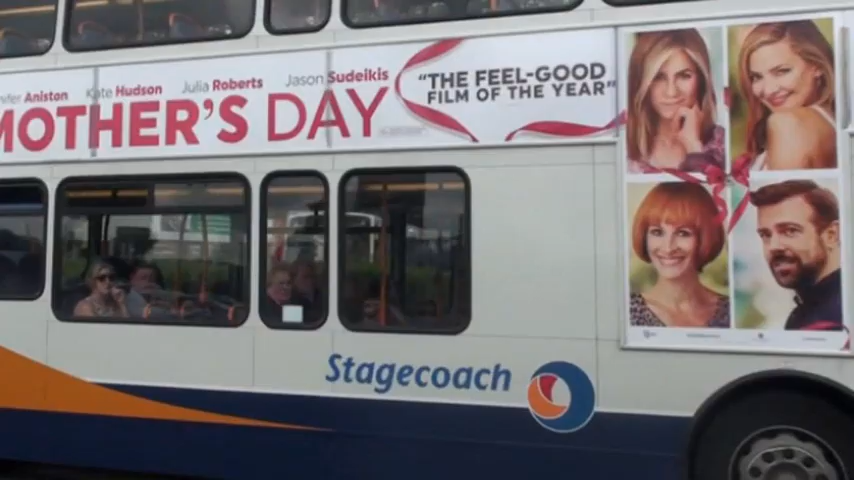 nifer Aniston Kate Hudson Julia Roberts Jason Sudeikis
MOTHER'S DAY
"THE FEEL-GOOD
FILM OF THE YEAR"
Stagecoach